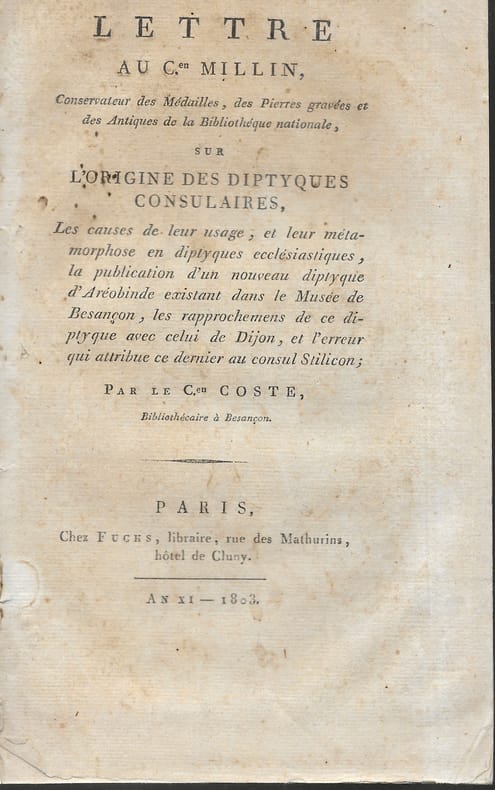 LETTRE
AU C.en MILLIN,
Conservateur des Médailles, des Pierres gravées et
des Antiques de la Bibliothéque nationale,
SUR
L'ORIGINE DES DIPTYQUES
CONSULAIRES,
Les causes de leur usage, et leur méta-
morphose en diptyques ecclésiastiques,
la publication d'un nouveau diptyque
d'Aréobinde existant dans le Musée de
Besançon, les rapprochemens de ce di-
ptyque avec celui de Dijon, et l'erreur
qui attribue ce dernier au consul Stilicon;
PAR LE C.en COSTE,
Bibliothécaire à Besançon.
PARIS,
Chez FUCHS, libraire, rue des Mathurins,
hôtel de Cluny.
AN XI — 1803.